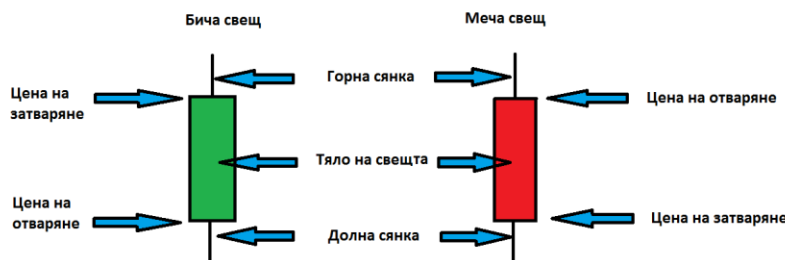 Бича свещ
Меча свещ
Горна сянка
Цена на
затваряне
Цена на отваряне
Тяло на свещта
Цена на
отваряне
Цена на затваряне
Долна сянка